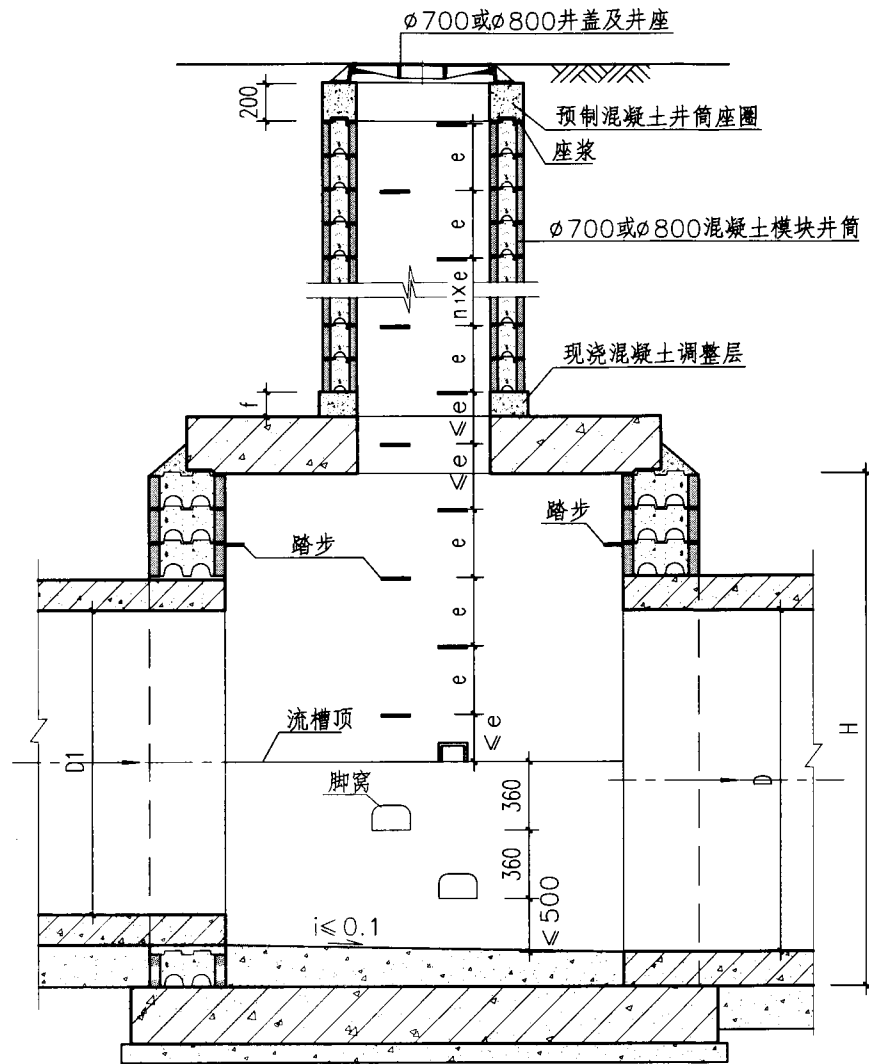 ø700或ø800井盖及井座
200
预制混凝土井筒座圈
座浆
e
e
ø700或ø800混凝土模块井筒
n1×e
e
现浇混凝土调整层
f
≤e
≤e
踏步
踏步
e
e
e
≤e
流槽顶
D1
H
D
脚窝
360
360
≤500
i≤0.1